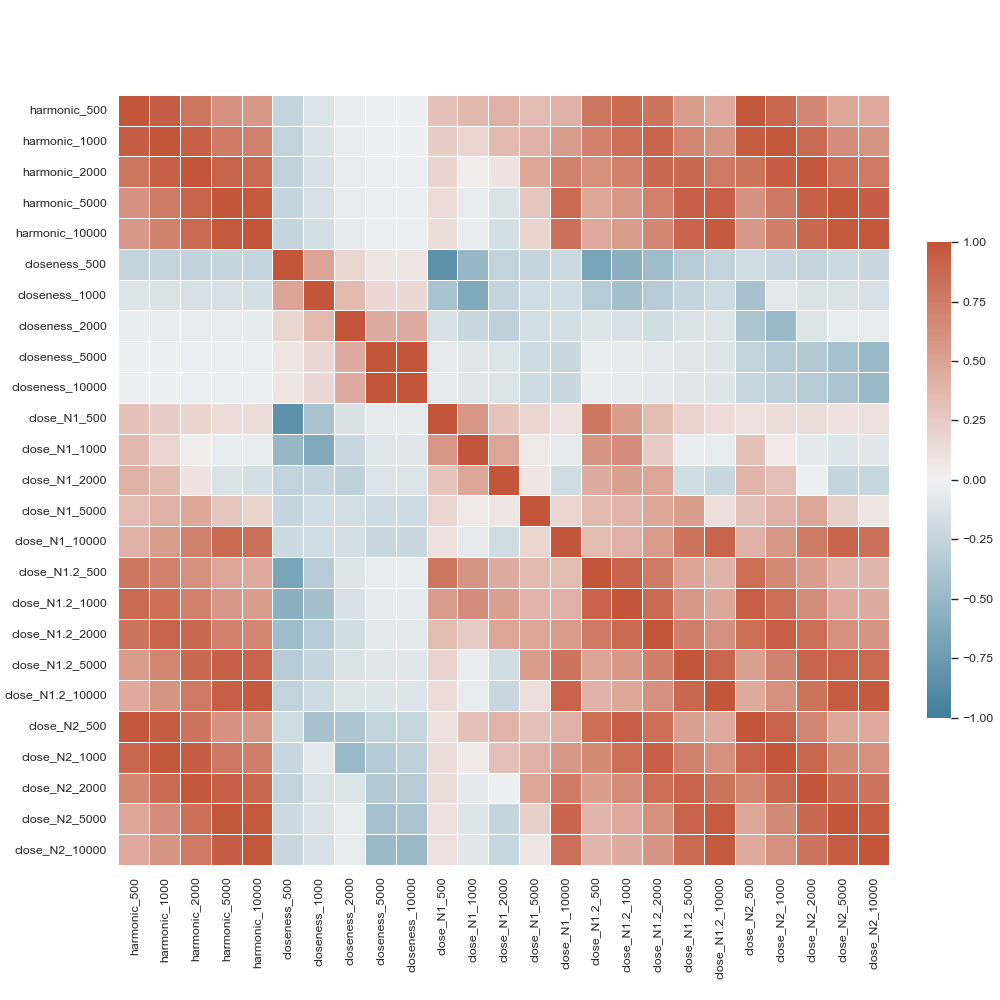 harmonic_500
harmonic_1000
harmonic_2000
harmonic_5000
harmonic_10000
closeness_500
closeness_1000
closeness_2000
closeness_5000
closeness_10000
close_N1_500
close_N1_1000
close_N1_2000
close_N1_5000
close_N1_10000
close_N1.2_500
close_N1.2_1000
close_N1.2_2000
close_N1.2_5000
close_N1.2_10000
close_N2_500
close_N2_1000
close_N2_2000
close_N2_5000
close_N2_10000
harmonic_500
harmonic_1000
harmonic_2000
harmonic_5000
harmonic_10000
closeness_500
closeness_1000
closeness_2000
closeness_5000
closeness_10000
close_N1_500
close_N1_1000
close_N1_2000
close_N1_5000
close_N1_10000
close_N1.2_500
close_N1.2_1000
close_N1.2_2000
close_N1.2_5000
close_N1.2_10000
close_N2_500
close_N2_1000
close_N2_2000
close_N2_5000
close_N2_10000
1.00
0.75
0.50
0.25
0.00
−0.25
−0.50
−0.75
−1.00